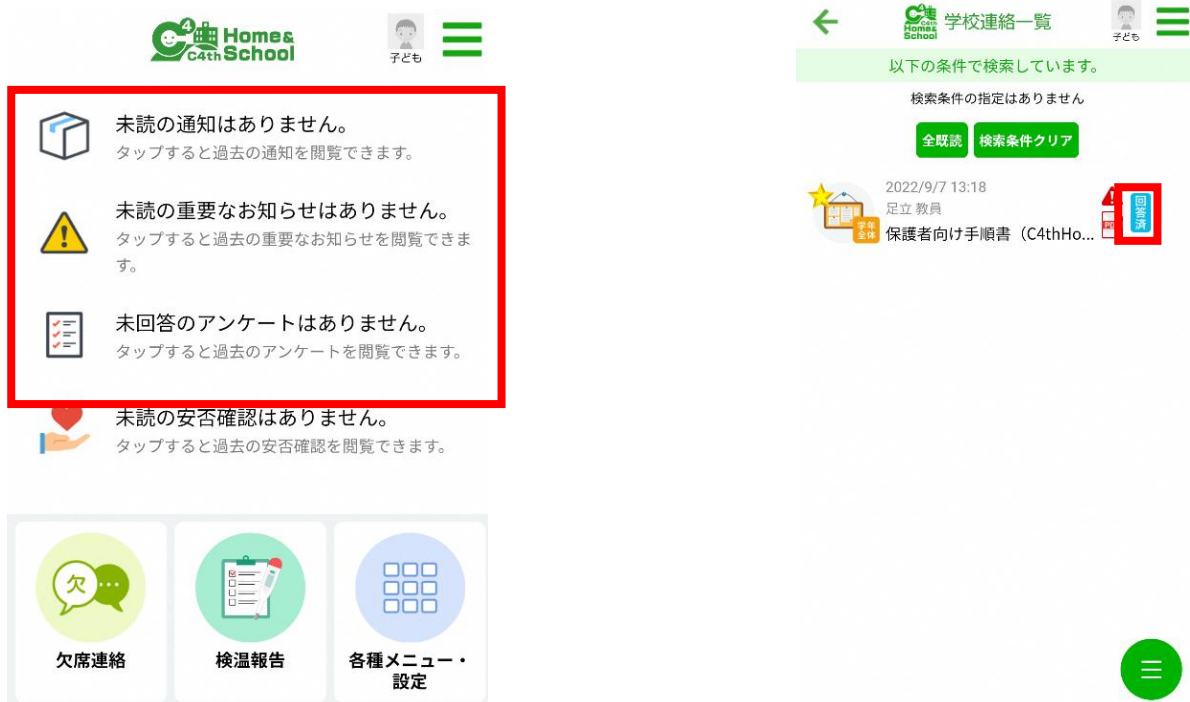 C4th Home& School
子ども
未読の通知はありません。
タップすると過去の通知を閲覧できます。
未読の重要なお知らせはありません。
タップすると過去の重要なお知らせを閲覧できま
す。
未回答のアンケートはありません。
タップすると過去のアンケートを閲覧できます。
未読の安否確認はありません。
タップすると過去の安否確認を閲覧できます。
欠
欠席連絡
検温報告
各種メニュー・
設定
C4th Home& School
学校連絡一覧
子ども
以下の条件で検索しています。
検索条件の指定はありません
全既読
検索条件クリア
2022/9/7 13:18
足立 教員
保護者向け手順書（C4thHo...
学年
全体
回答済